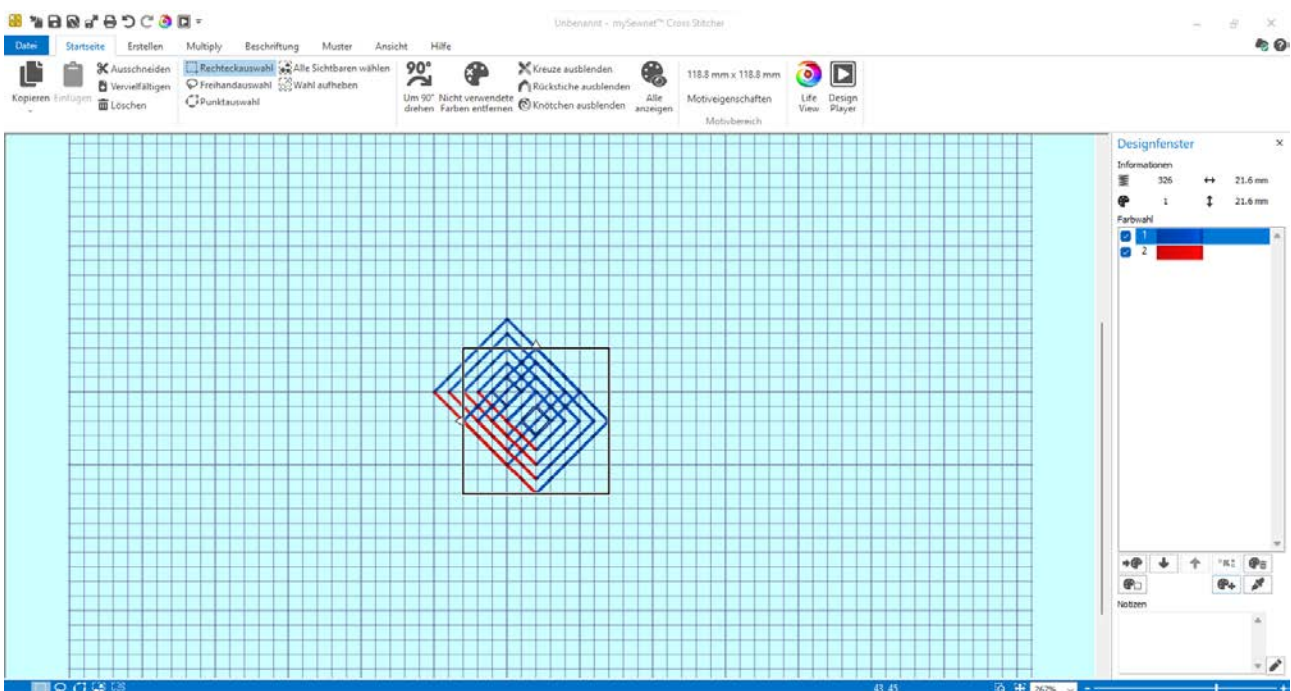 Unbenannt - mySewnet™ Cross Stitcher
Datei Startseite Erstellen Multiply Beschriftung Muster Ansicht Hilfe
Kopieren
Einfügen
Ausschneiden
Vervielfältigen
Löschen
Rechteckauswahl
Freihandauswahl
Punktauswahl
Alle Sichtbaren wählen
Wahl aufheben
90°
Um 90° drehen
Nicht verwendete Farben entfernen
Kreuze ausblenden
Rückstiche ausblenden
Knötchen ausblenden
Alle anzeigen
118.8 mm x 118.8 mm
Motiveigenschaften
Motivbereich
Life View
Design Player
Designfenster
Informationen
326 21.6 mm
1 21.6 mm
Farbwahl
1
2
Notizen
43, 45
267%